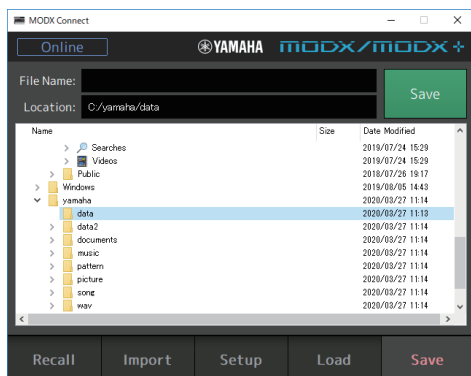 MODX Connect
Online YAMAHA MODX/MODX+
File Name:
Save
Location: C:/yamaha/data
Name Size Date Modified
Searches 2019/07/24 15:29
Videos 2019/07/24 15:29
Public 2018/07/26 19:17
Windows 2019/08/05 14:43
yamaha 2020/03/27 11:14
data 2020/03/27 11:13
data2 2020/03/27 11:14
documents 2020/03/27 11:14
music 2020/03/27 11:14
pattern 2020/03/27 11:14
picture 2020/03/27 11:14
song 2020/03/27 11:14
wav 2020/03/27 11:14
Recall Import Setup Load Save